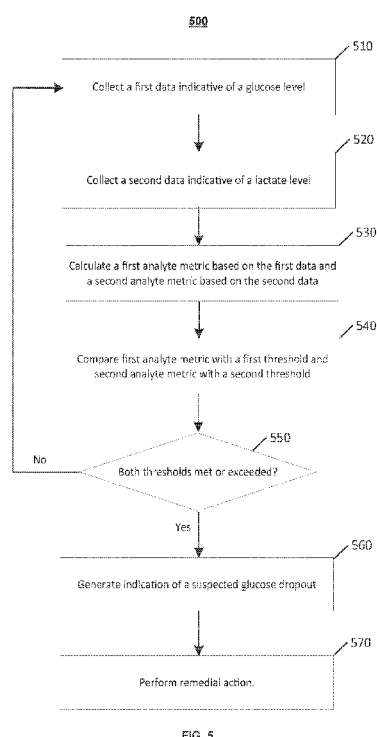 500
510
Collect a first data indicative of a glucose level
520
Collect a second data indicative of a lactate level
530
Calculate a first analyte metric based on the first data and
a second analyte metric based on the second data
540
Compare first analyte metric with a first threshold and
second analyte metric with a second threshold
550
Both thresholds met or exceeded?
No
Yes
560
Generate indication of a suspected glucose dropout
570
Perform remedial action.
FIG. 5